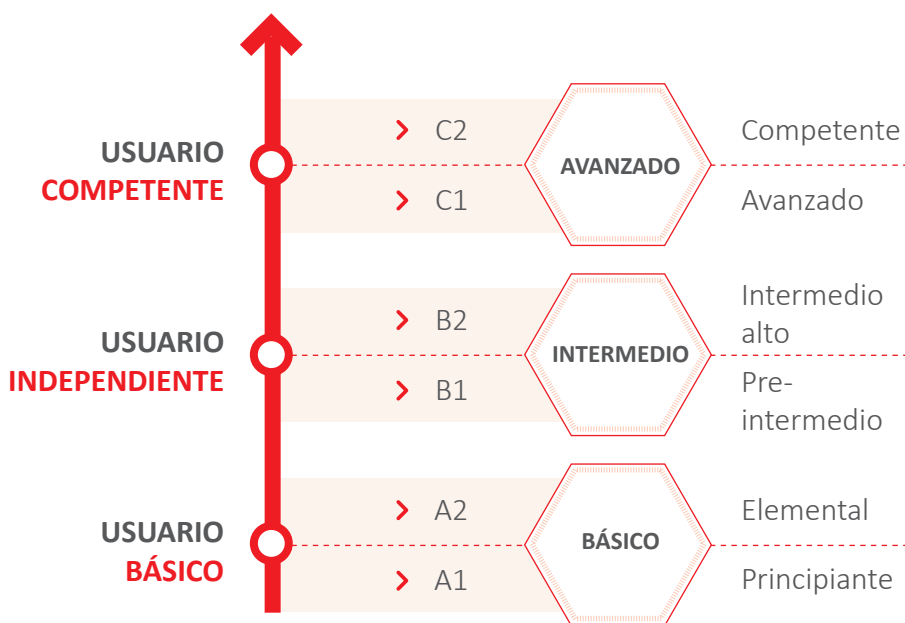 USUARIO
COMPETENTE
C2
C1
AVANZADO
Competente
Avanzado
USUARIO
INDEPENDIENTE
B2
B1
INTERMEDIO
Intermedio
alto
Pre-
intermedio
USUARIO
BÁSICO
A2
A1
BÁSICO
Elemental
Principiante